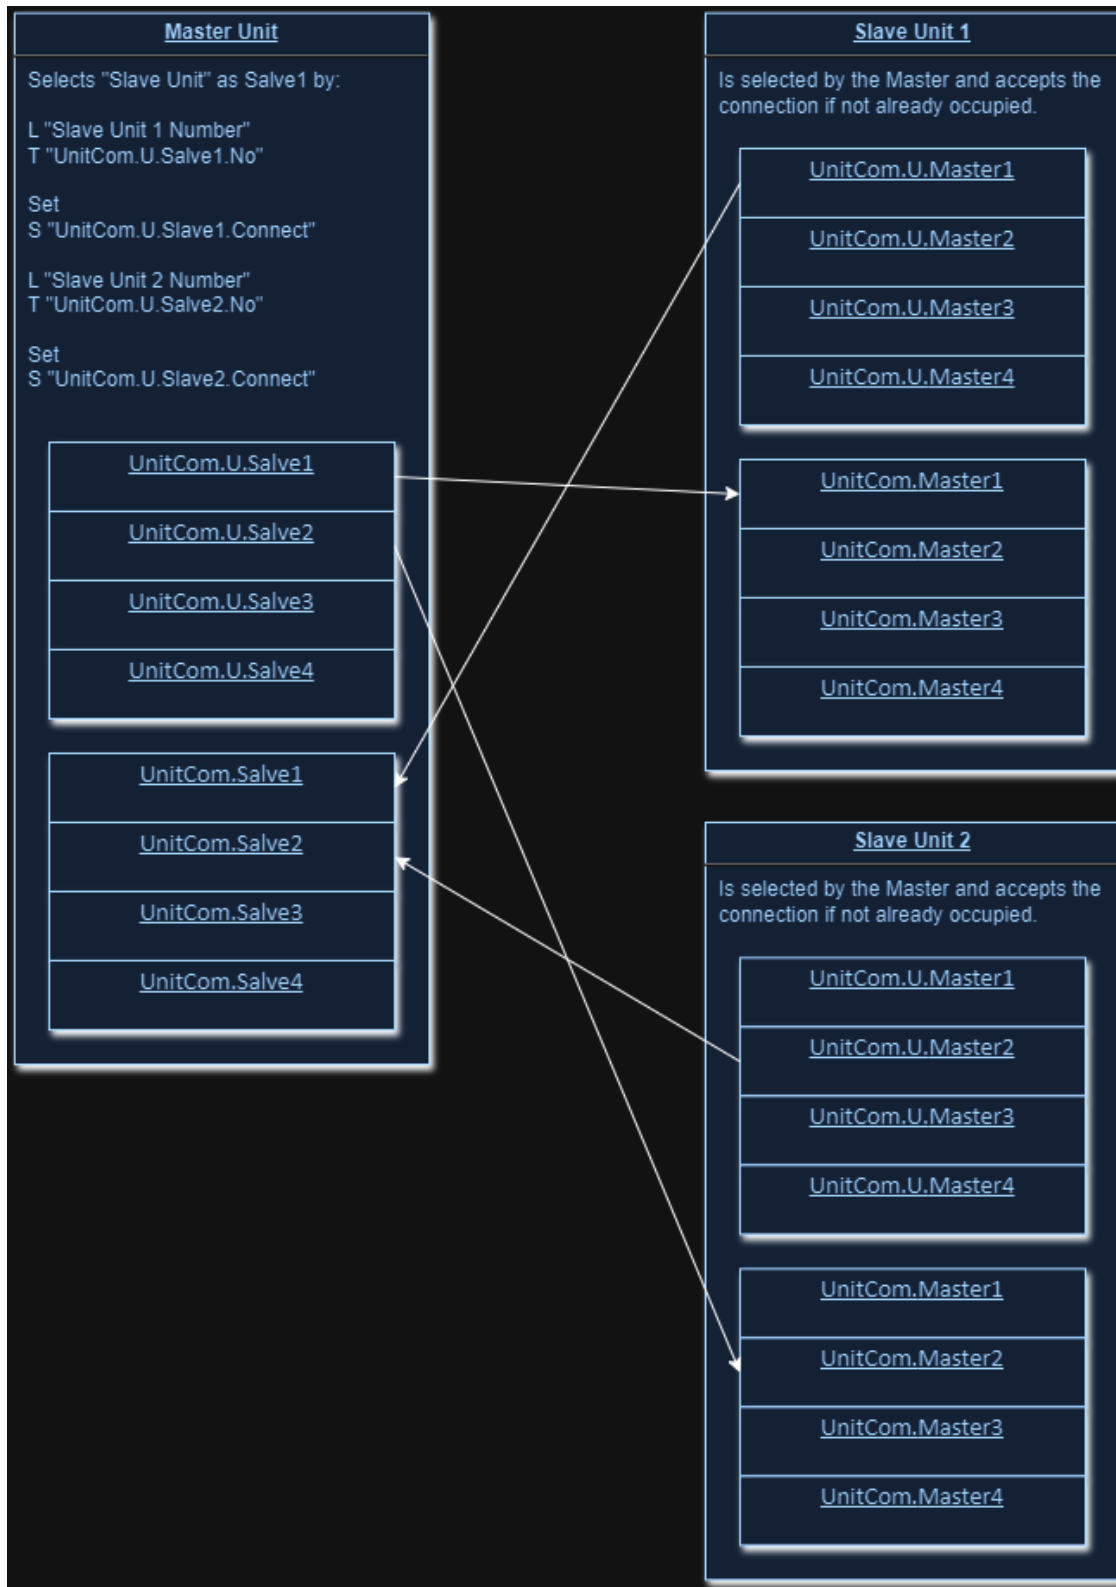 Master Unit
Selects "Slave Unit" as Salve1 by:
L "Slave Unit 1 Number"
T "UnitCom.U.Salve1.No"
Set
S "UnitCom.U.Slave1.Connect"
L "Slave Unit 2 Number"
T "UnitCom.U.Salve2.No"
Set
S "UnitCom.U.Slave2.Connect"
UnitCom.U.Salve1
UnitCom.U.Salve2
UnitCom.U.Salve3
UnitCom.U.Salve4
UnitCom.Salve1
UnitCom.Salve2
UnitCom.Salve3
UnitCom.Salve4
Slave Unit 1
Is selected by the Master and accepts the
connection if not already occupied.
UnitCom.U.Master1
UnitCom.U.Master2
UnitCom.U.Master3
UnitCom.U.Master4
UnitCom.Master1
UnitCom.Master2
UnitCom.Master3
UnitCom.Master4
Slave Unit 2
Is selected by the Master and accepts the
connection if not already occupied.
UnitCom.U.Master1
UnitCom.U.Master2
UnitCom.U.Master3
UnitCom.U.Master4
UnitCom.Master1
UnitCom.Master2
UnitCom.Master3
UnitCom.Master4